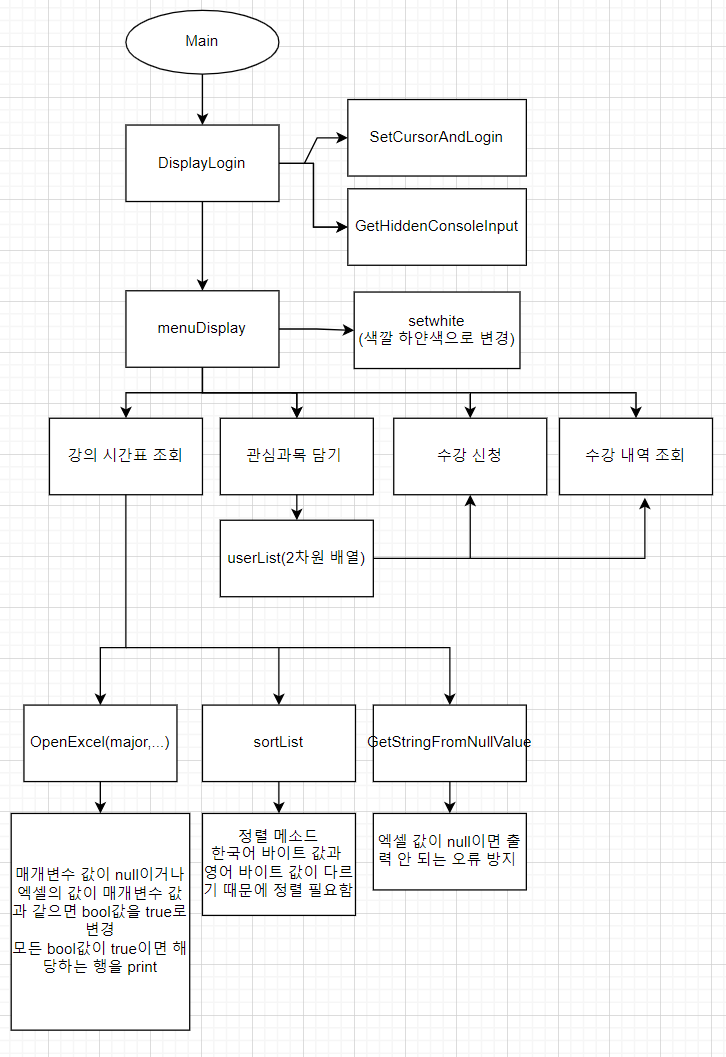 Main
DisplayLogin
SetCursorAndLogin
GetHiddenConsoleInput
menuDisplay
setwhite
(색깔 하얀색으로 변경)
강의 시간표 조회
관심과목 담기
수강 신청
수강 내역 조회
userList(2차원 배열)
OpenExcel(major,...)
sortList
GetStringFromNullValue
매개변수 값이 null이거나
엑셀의 값이 매개변수 값
과 같으면 bool값을 true로
변경
모든 bool값이 true이면 해
당하는 행을 print
정렬 메소드
한국어 바이트 값과
영어 바이트 값이 다르
기 때문에 정렬 필요함
엑셀 값이 null이면 출
력 안 되는 오류 방지